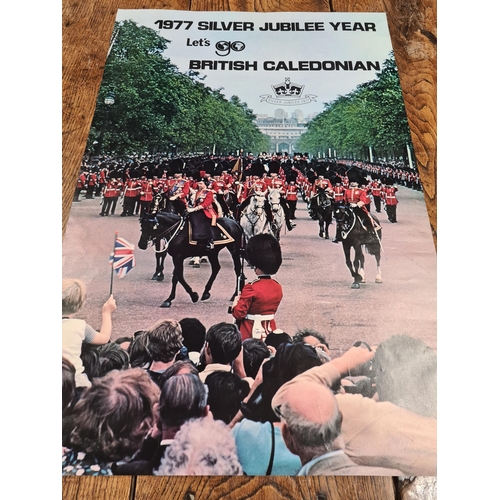 1977 SILVER JUBILEE YEAR
Let's go
BRITISH CALEDONIAN